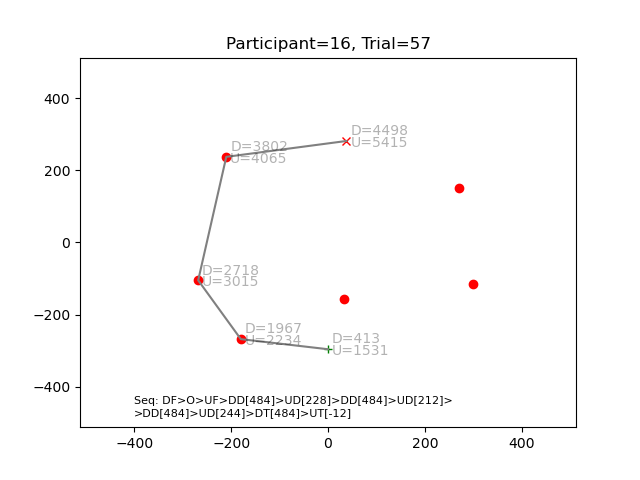 Participant=16, Trial=57
D=4498
U=5415
D=3802
U=4065
D=2718
U=3015
D=1967
U=2234
D=413
U=1531
Seq: DF>O>UF>DD[484]>UD[228]>DD[484]>UD[212]>
>DD[484]>UD[244]>DT[484]>UT[-12]
400
200
0
−200
−400
−400
−200
0
200
400